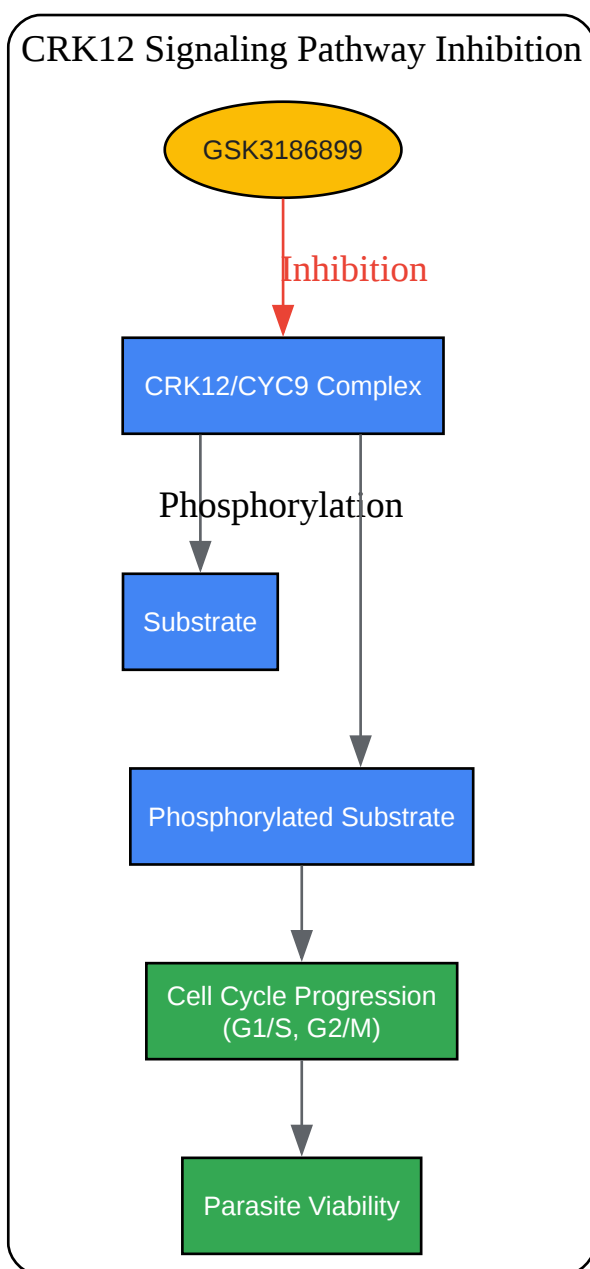 CRK12 Signaling Pathway Inhibition
GSK3186899
Inhibition
CRK12/CYC9 Complex
Phosphorylation
Substrate
Phosphorylated Substrate
Cell Cycle Progression
(G1/S, G2/M)
Parasite Viability